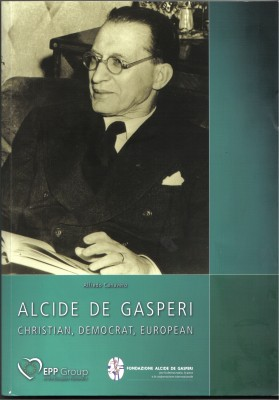 Alfredo Canavero
ALCIDE DE GASPERI
CHRISTIAN, DEMOCRAT, EUROPEAN
EPP Group
FONDAZIONE ALCIDE DE GASPERI